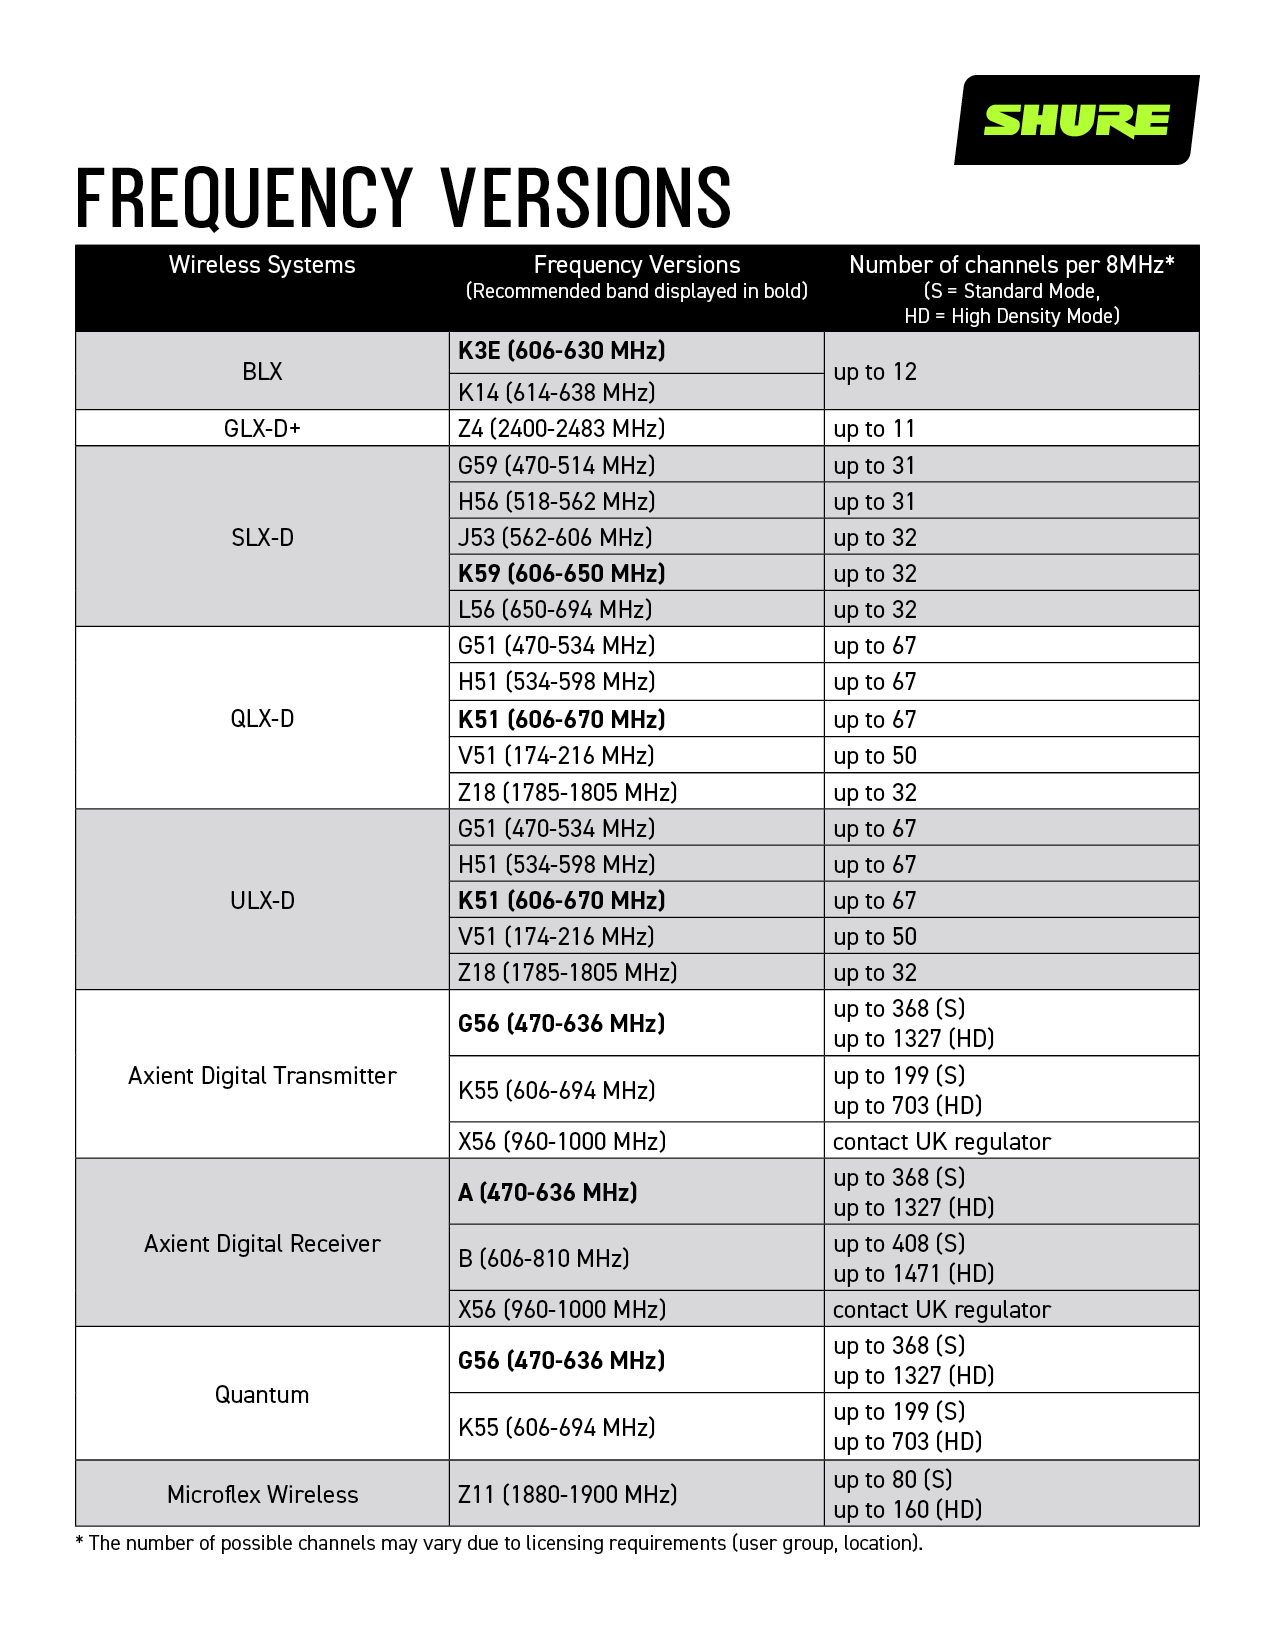 SHURE
FREQUENCY VERSIONS
Wireless Systems
Frequency Versions
(Recommended band displayed in bold)
Number of channels per 8MHz*
(S = Standard Mode,
HD = High Density Mode)
BLX
K3E (606-630 MHz)
K14 (614-638 MHz)
up to 12
GLX-D+
Z4 (2400-2483 MHz)
up to 11
SLX-D
G59 (470-514 MHz)
up to 31
H56 (518-562 MHz)
up to 31
J53 (562-606 MHz)
up to 32
K59 (606-650 MHz)
up to 32
L56 (650-694 MHz)
up to 32
QLX-D
G51 (470-534 MHz)
up to 67
H51 (534-598 MHz)
up to 67
K51 (606-670 MHz)
up to 67
V51 (174-216 MHz)
up to 50
Z18 (1785-1805 MHz)
up to 32
ULX-D
G51 (470-534 MHz)
up to 67
H51 (534-598 MHz)
up to 67
K51 (606-670 MHz)
up to 67
V51 (174-216 MHz)
up to 50
Z18 (1785-1805 MHz)
up to 32
Axient Digital Transmitter
G56 (470-636 MHz)
up to 368 (S)
up to 1327 (HD)
K55 (606-694 MHz)
up to 199 (S)
up to 703 (HD)
X56 (960-1000 MHz)
contact UK regulator
Axient Digital Receiver
A (470-636 MHz)
up to 368 (S)
up to 1327 (HD)
B (606-810 MHz)
up to 408 (S)
up to 1471 (HD)
X56 (960-1000 MHz)
contact UK regulator
Quantum
G56 (470-636 MHz)
up to 368 (S)
up to 1327 (HD)
K55 (606-694 MHz)
up to 199 (S)
up to 703 (HD)
Microflex Wireless
Z11 (1880-1900 MHz)
up to 80 (S)
up to 160 (HD)
* The number of possible channels may vary due to licensing requirements (user group, location).